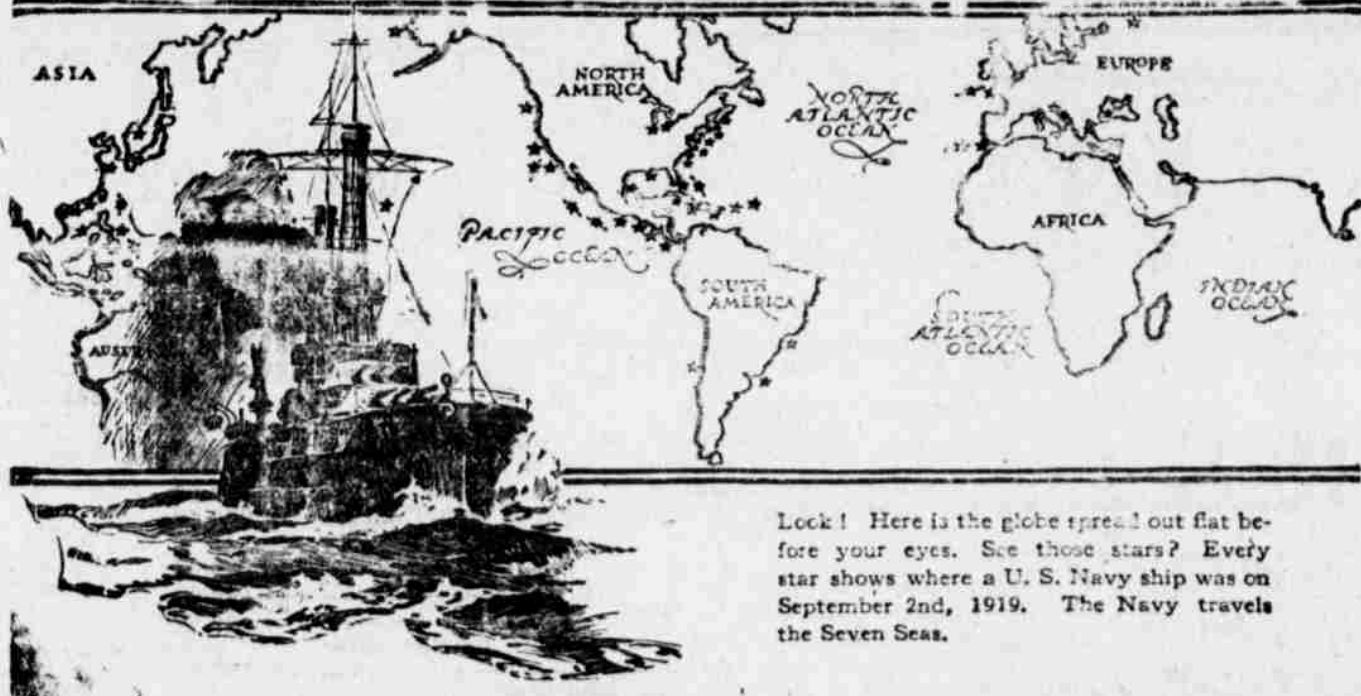 ASIA
NORTH
AMERICA
NORTH
ATLANTIC
OCEAN
EUROPE
AFRICA
PACIFIC
OCEAN
SOUTH
AMERICA
SOUTH
ATLANTIC
OCEAN
INDIAN
OCEAN
AUST
Look! Here is the globe spread out flat be-
fore your eyes. See those stars? Every
star shows where a U. S. Navy ship was on
September 2nd, 1919. The Navy travels
the Seven Seas.